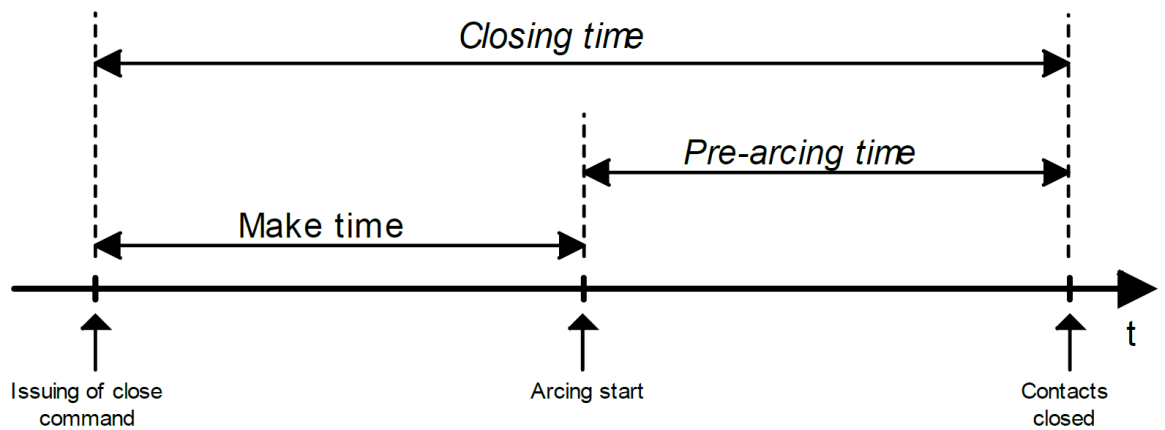 Closing time
Pre-arcing time
Make time
t
Issuing of close
command
Arcing start
Contacts
closed